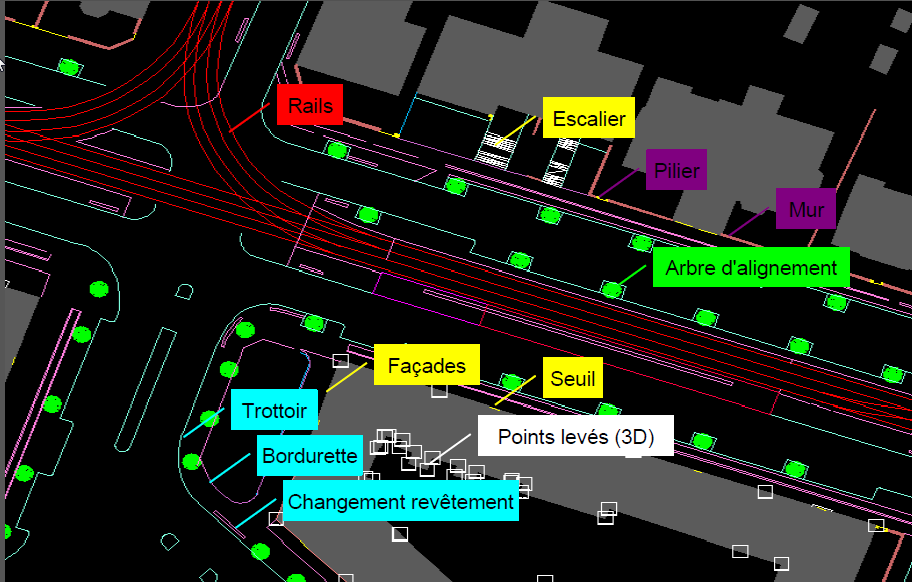 Rails
Escalier
Pilier
Mur
Arbre d'alignement
Façades
Seuil
Trottoir
Points levés (3D)
Bordurette
Changement revêtement